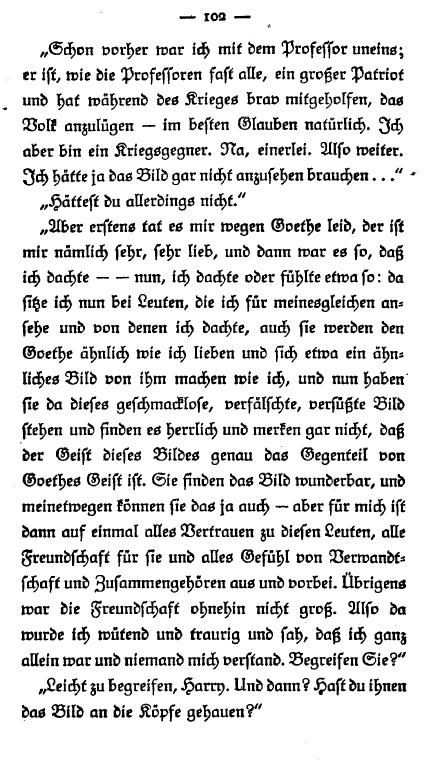 — 102 —
„Schon vorher war ich mit dem Professor uneins;
er ist, wie die Professoren fast alle, ein großer Patriot
und hat während des Krieges brav mitgeholfen, das
Volk anzulügen — im besten Glauben natürlich. Ich
aber bin ein Kriegsgegner. Na, einerlei. Also weiter.
Ich hätte ja das Bild gar nicht anzusehen brauchen . . .“
„Hättest du allerdings nicht.“
„Aber erstens tat es mir wegen Goethe leid, der ist
mir nämlich sehr, sehr lieb, und dann war es so, daß
ich dachte — — nun, ich dachte oder fühlte etwa so: da
sitze ich nun bei Leuten, die ich für meinesgleichen an-
sehe und von denen ich dachte, auch sie werden den
Goethe ähnlich wie ich lieben und sich etwa ein ähn-
liches Bild von ihm machen wie ich, und nun haben
sie da dieses geschmacklose, verfälschte, versüßte Bild
stehen und finden es herrlich und merken gar nicht, daß
der Geist dieses Bildes genau das Gegenteil von
Goethes Geist ist. Sie finden das Bild wunderbar, und
meinetwegen können sie das ja auch — aber für mich ist
dann auf einmal alles Vertrauen zu diesen Leuten, alle
Freundschaft für sie und alles Gefühl von Verwandt-
schaft und Zusammengehören aus und vorbei. Übrigens
war die Freundschaft ohnehin nicht groß. Also da
wurde ich wütend und traurig und sah, daß ich ganz
allein war und niemand mich verstand. Begreifen Sie?“
„Leicht zu begreifen, Harry. Und dann? Hast du ihnen
das Bild an die Köpfe gehauen?“